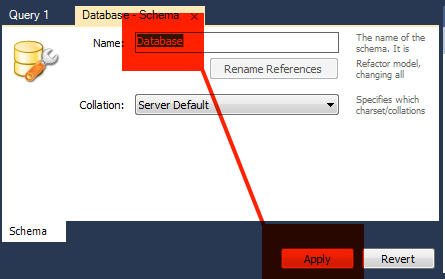 Query 1
Database - Schema ×
Name:
Database
The name of the
schema. It is
Rename References
Refactor model,
changing all
Collation:
Server Default
Specifies which
charset/collations
Schema
Apply
Revert